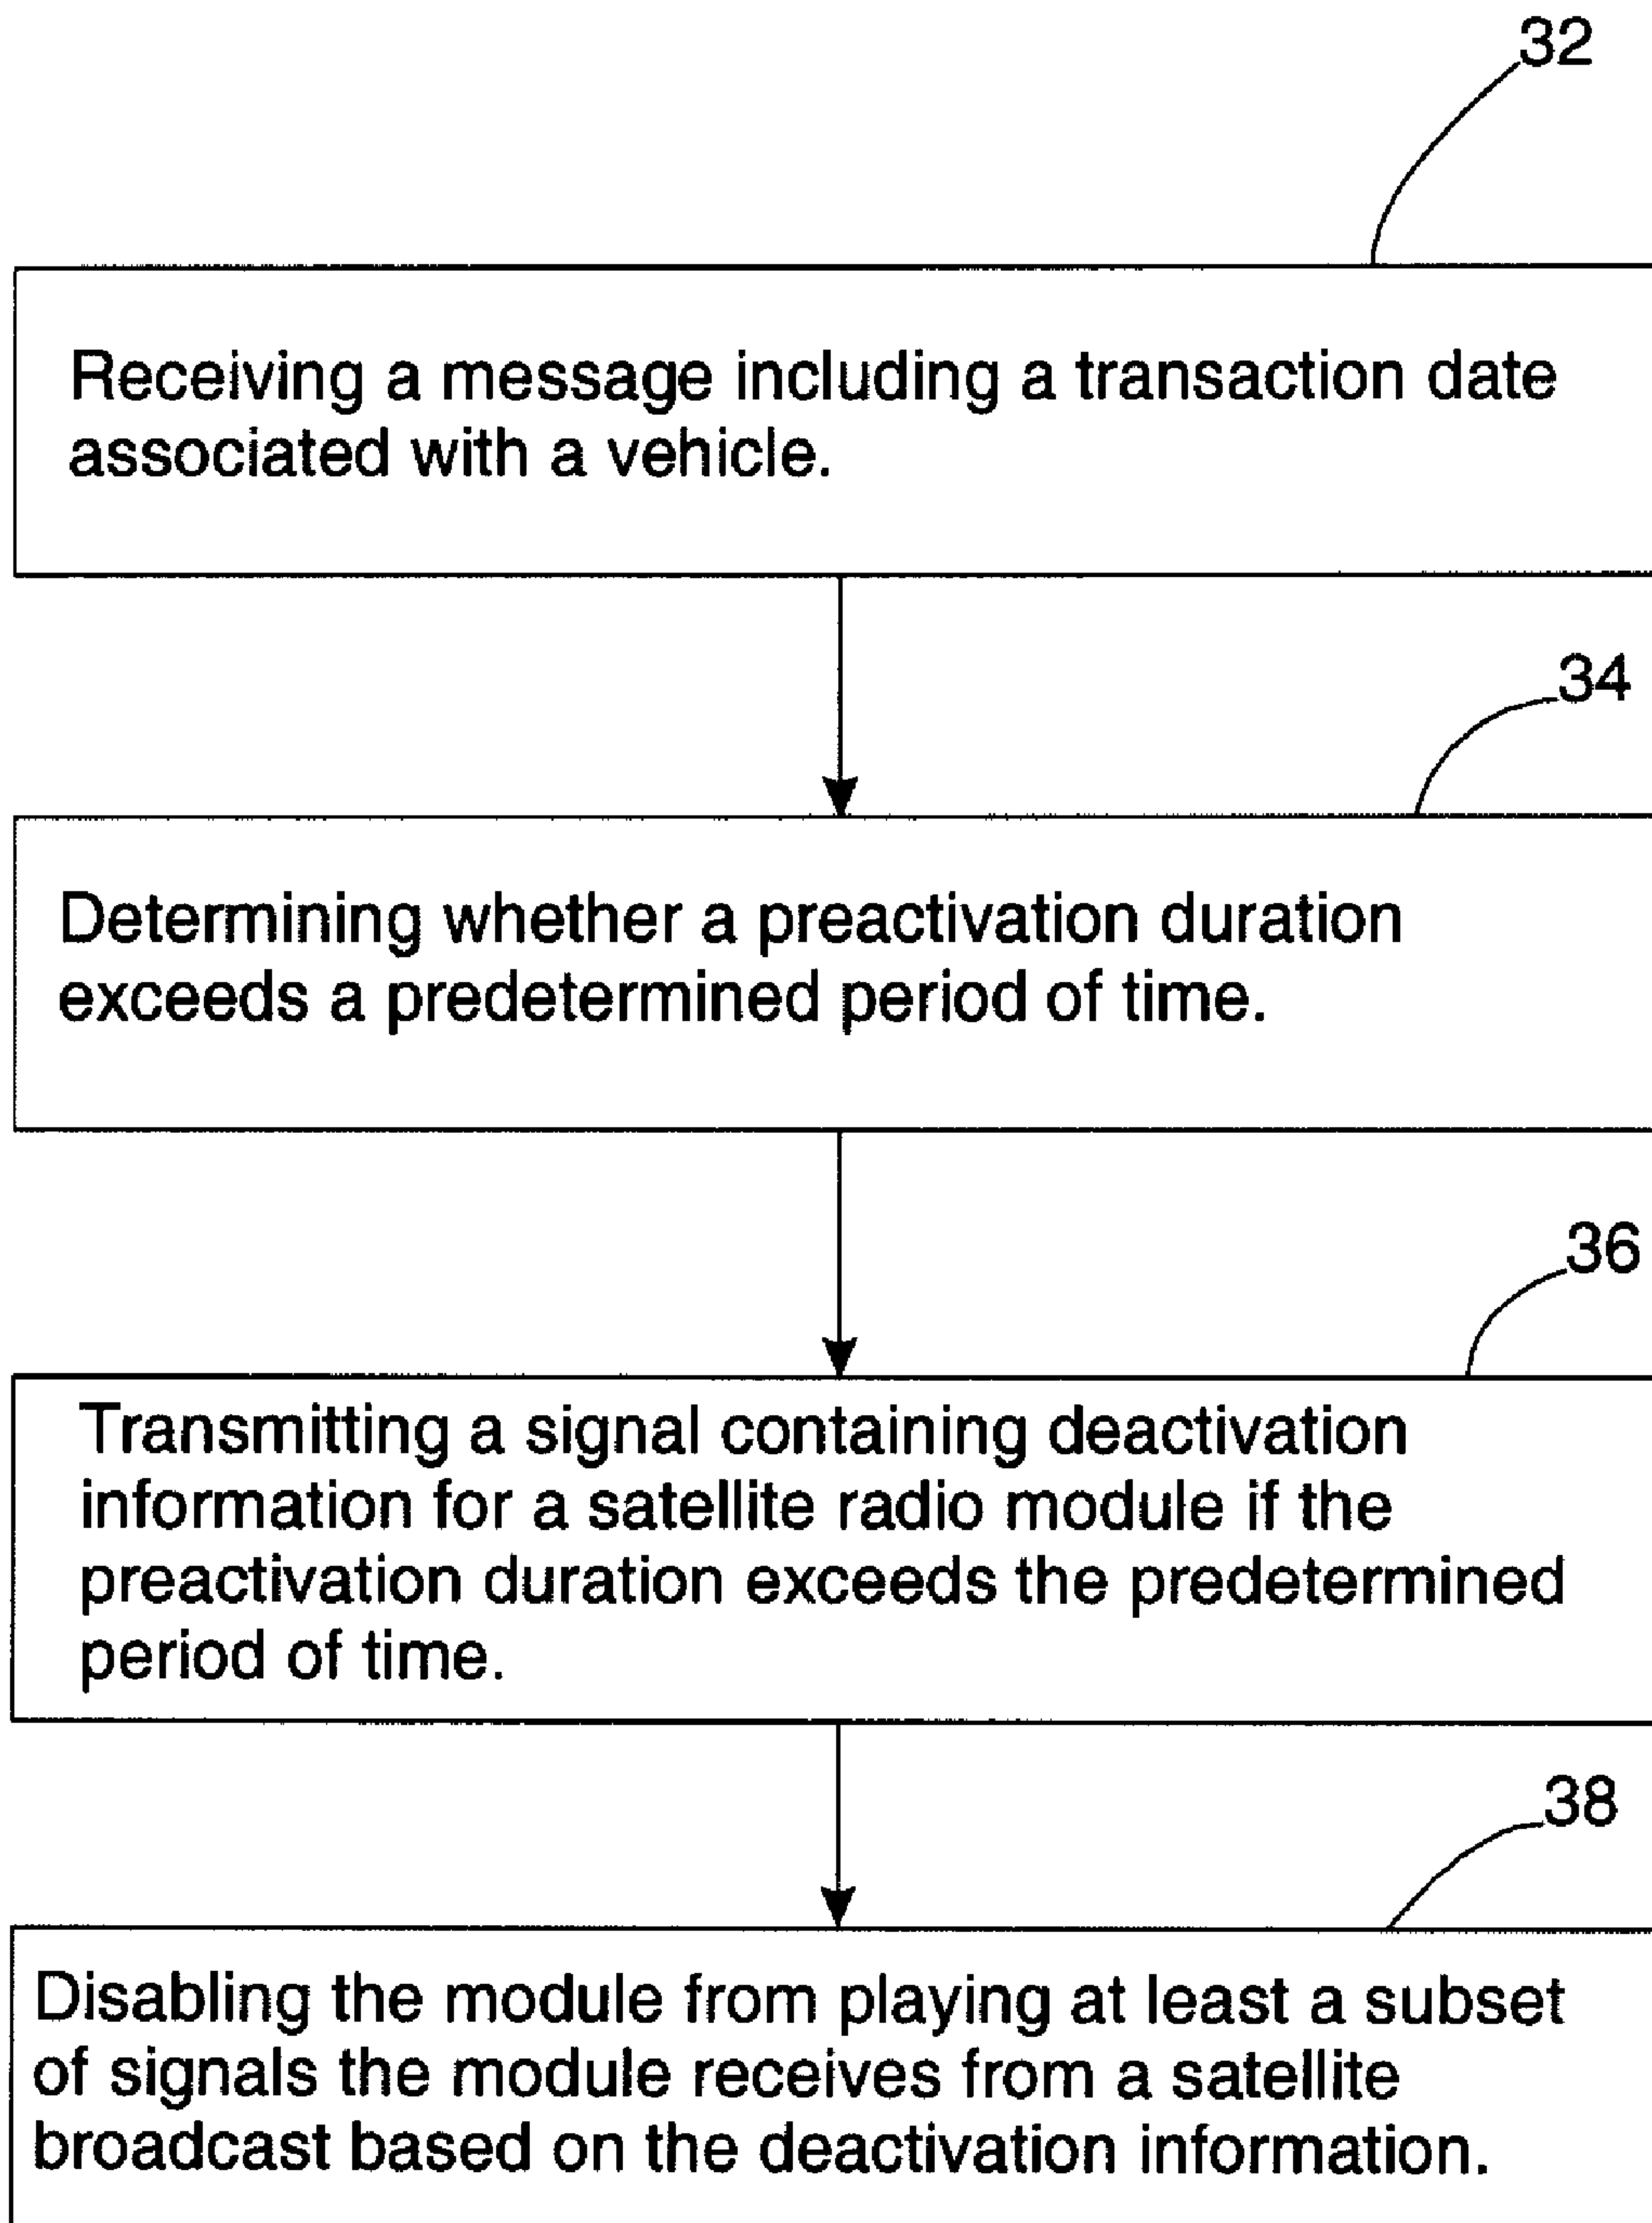 32
Receiving a message including a transaction date
associated with a vehicle.
34
Determining whether a preactivation duration
exceeds a predetermined period of time.
36
Transmitting a signal containing deactivation
information for a satellite radio module if the
preactivation duration exceeds the predetermined
period of time.
38
Disabling the module from playing at least a subset
of signals the module receives from a satellite
broadcast based on the deactivation information.